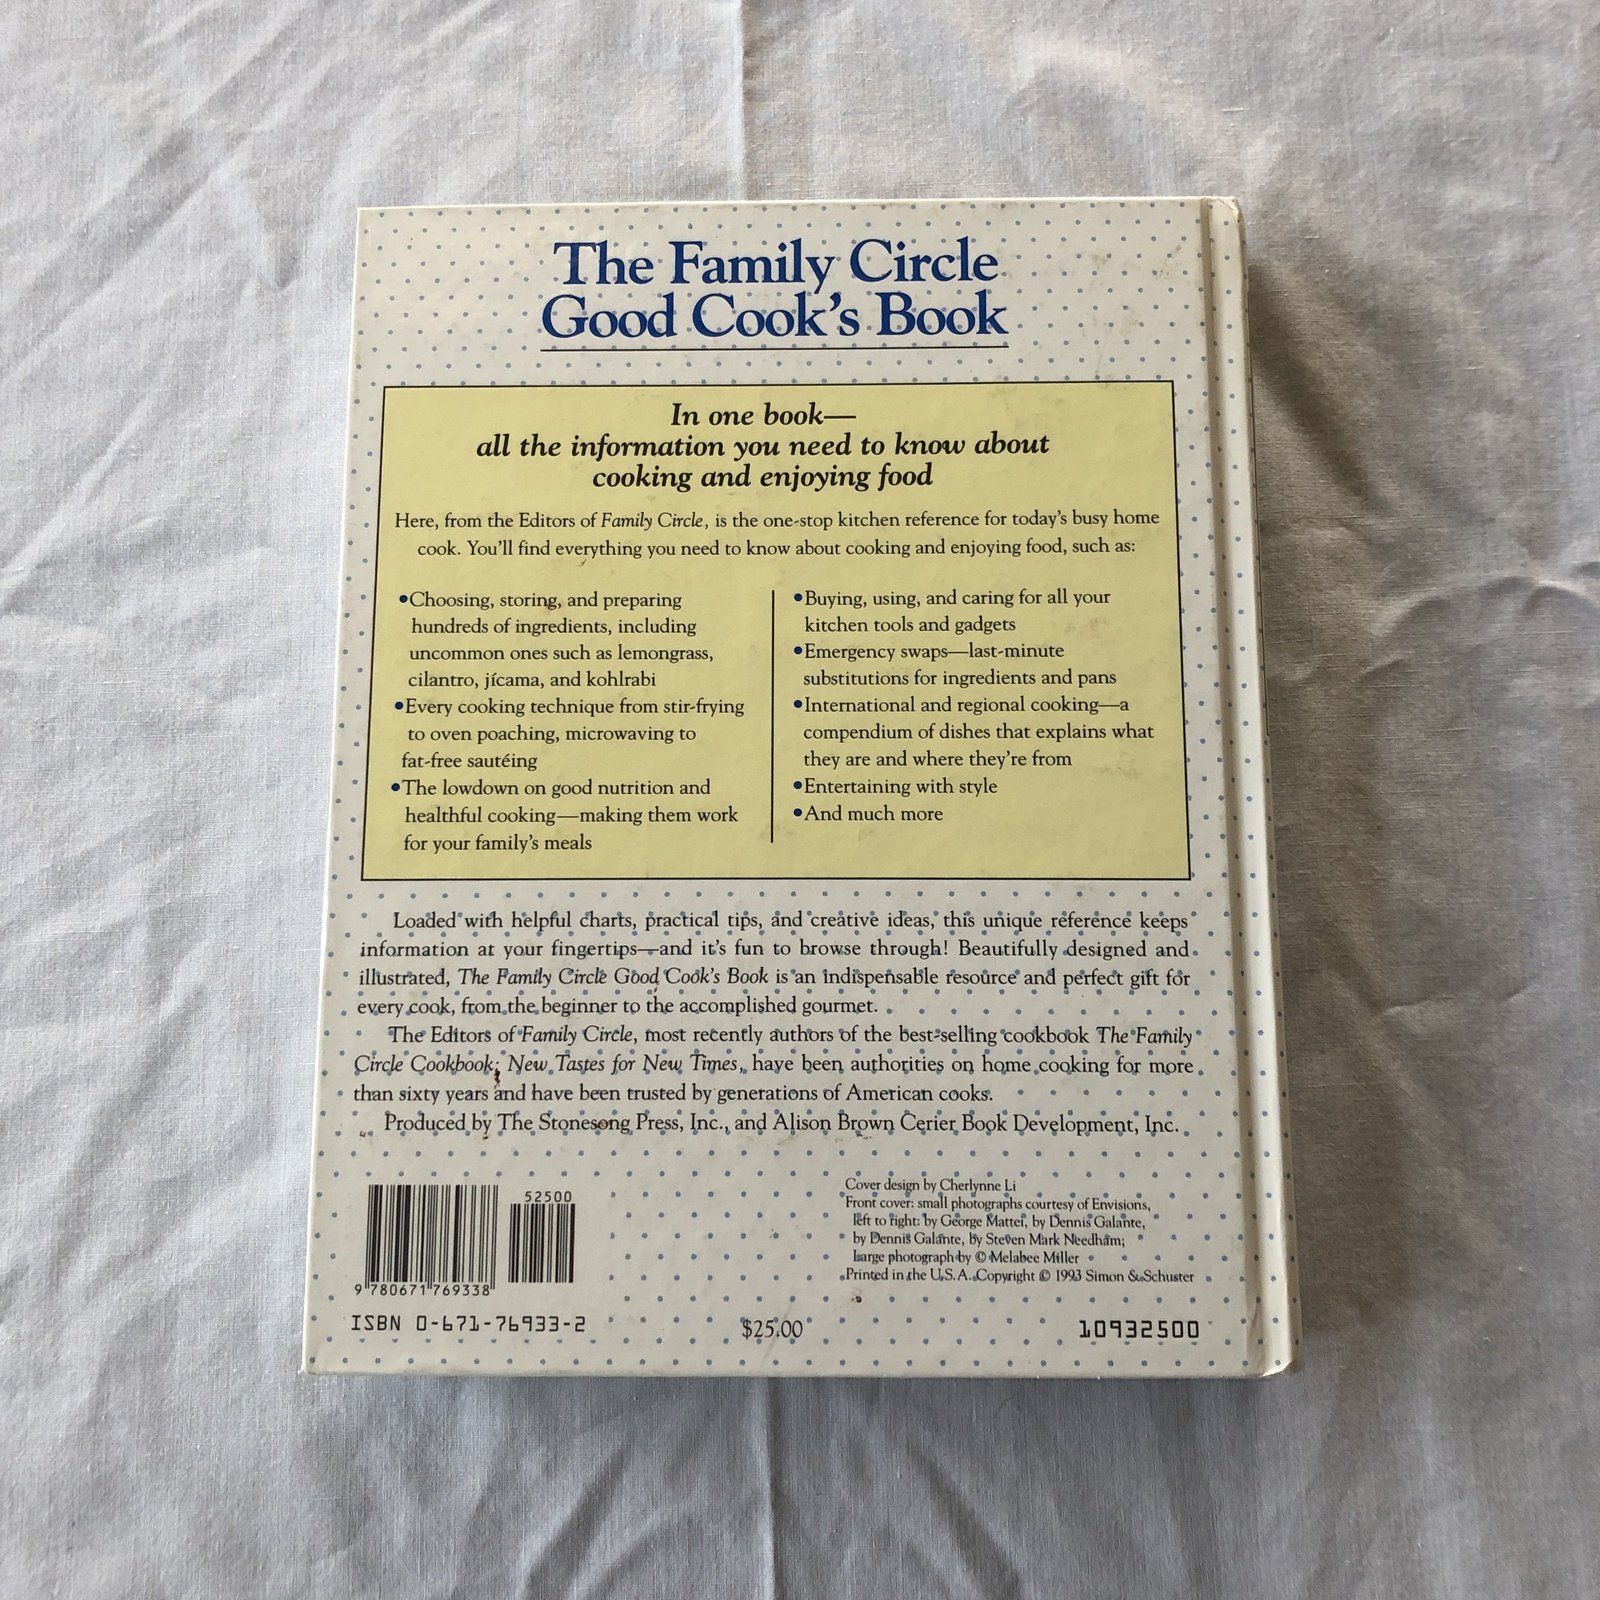 The Family Circle
Good Cook's Book
In one book—
all the information you need to know about
cooking and enjoying food
Here, from the Editors of Family Circle, is the one-stop kitchen reference for today's busy home
cook. You'll find everything you need to know about cooking and enjoying food, such as:
•Choosing, storing, and preparing
hundreds of ingredients, including
uncommon ones such as lemongrass,
cilantro, jícama, and kohlrabi
•Every cooking technique from stir-frying
to oven poaching, microwaving to
fat-free sautéing
•The lowdown on good nutrition and
healthful cooking—making them work
for your family's meals
•Buying, using, and caring for all your
kitchen tools and gadgets
•Emergency swaps—last-minute
substitutions for ingredients and pans
•International and regional cooking—a
compendium of dishes that explains what
they are and where they're from
•Entertaining with style
•And much more
Loaded with helpful charts, practical tips, and creative ideas, this unique reference keeps
information at your fingertips—and it's fun to browse through! Beautifully designed and
illustrated, The Family Circle Good Cook's Book is an indispensable resource and perfect gift for
every cook, from the beginner to the accomplished gourmet.
The Editors of Family Circle, most recently authors of the best-selling cookbook The Family
Circle Cookbook; New Tastes for New Times, have been authorities on home cooking for more
than sixty years and have been trusted by generations of American cooks.
Produced by The Stonesong Press, Inc., and Alison Brown Cerier Book Development, Inc.
52500
9 780671 769338
ISBN 0-671-76933-2
$25.00
Cover design by Cherlynne Li
Front cover: small photographs courtesy of Envisions,
left to right: by George Mattei, by Dennis Galante,
by Dennis Galante, by Steven Mark Needham;
Large photograph by © Melabee Miller
Printed in the U.S.A. Copyright © 1993 Simon & Schuster
10932500